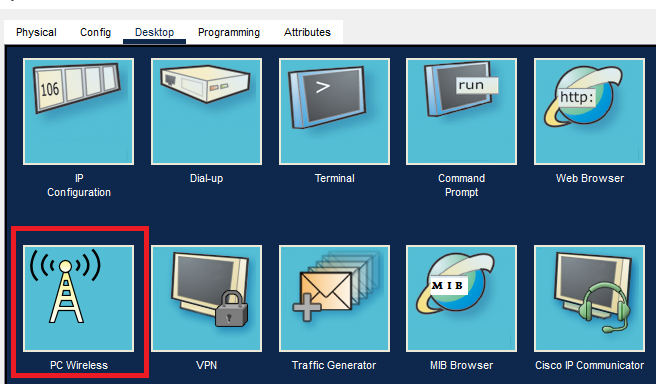 Physical Config Desktop Programming Attributes
106
>
run
http:
IP
Configuration
Dial-up
Terminal
Command
Prompt
Web Browser
MIB
PC Wireless
VPN
Traffic Generator
MIB Browser
Cisco IP Communicator